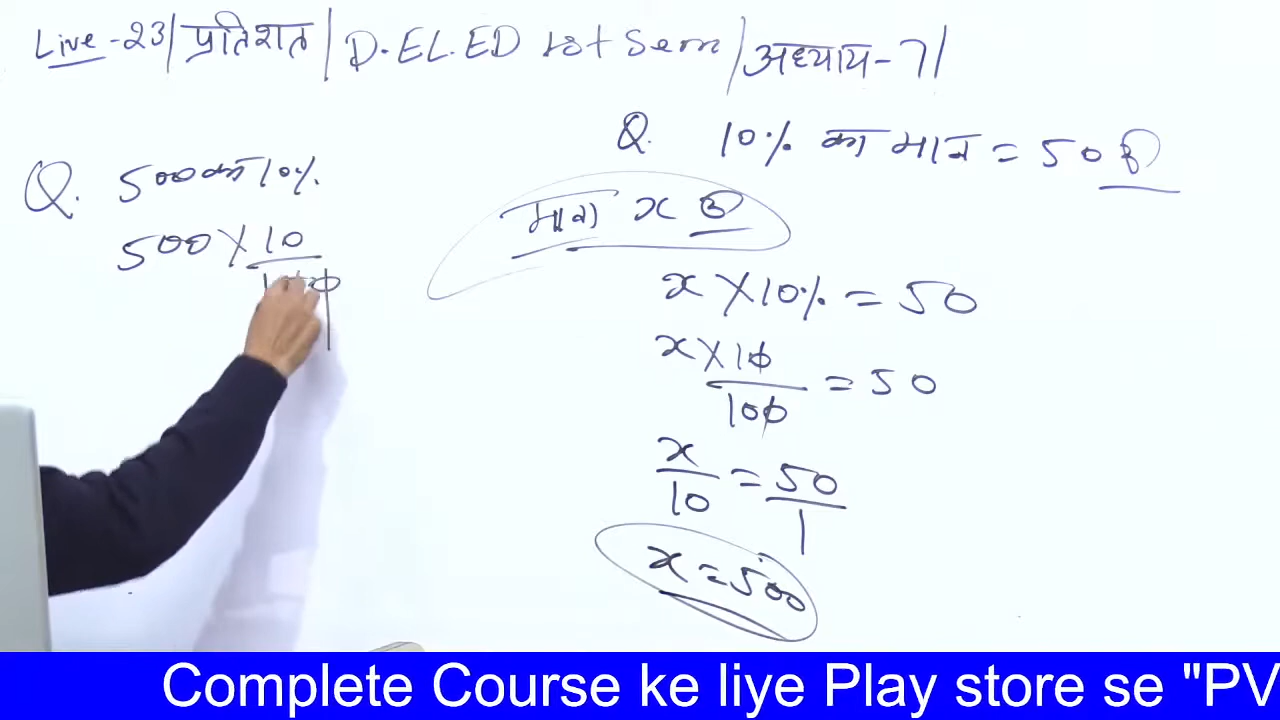 Live-23|प्रतिशत|D.EL.ED 1st Sem|अध्याय-7|
Q. 500 का 10%
500×10
100
Q. 10% का मान = 50 रु
माना x रु
x × 10% = 50
x×10
100
= 50
x
10
=
50
1
x = 500
Complete Course ke liye Play store se "PV